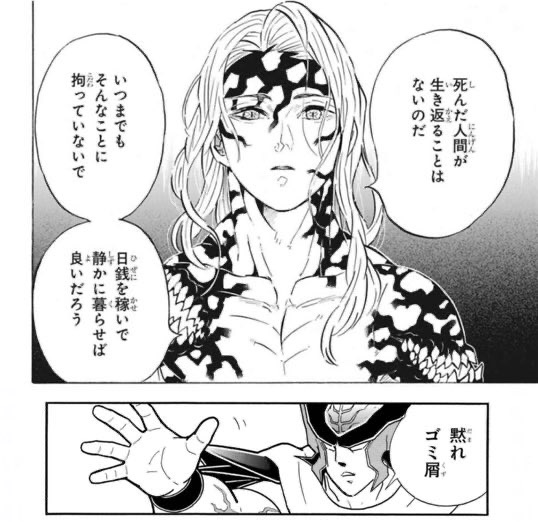 死んだ人間が
生き返ることは
ないのだ
いつまでも
そんなことに
拘っていないで
日銭を稼いで
静かに暮らせば
良いだろう
黙れ
ゴミ屑